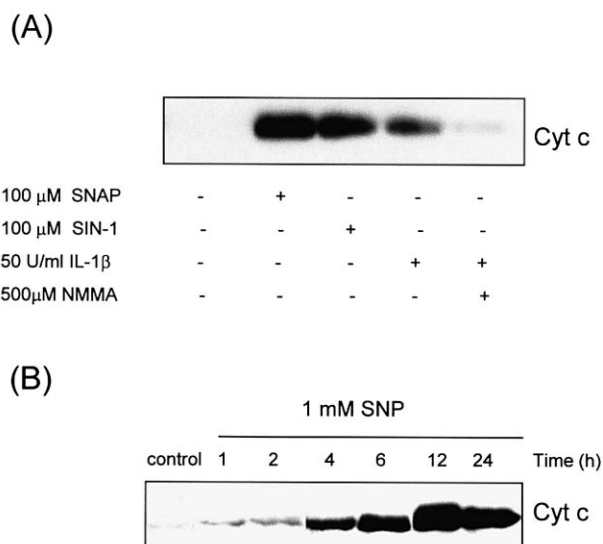 (A)
Cyt c
100 μM SNAP - + - - -
100 μM SIN-1 - - + - -
50 U/ml IL-1β - - - + +
500μM NMMA - - - - +
(B)
1 mM SNP
control 1 2 4 6 12 24 Time (h)
Cyt c